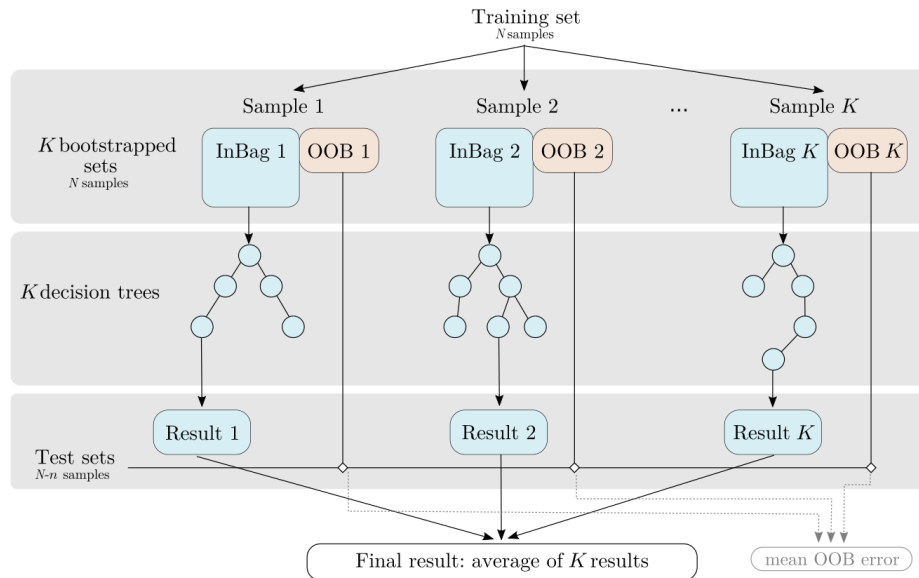 Training set
N samples
Sample 1
Sample 2
...
Sample K
K bootstrapped
sets
N samples
InBag 1
OOB 1
InBag 2
OOB 2
InBag K
OOB K
K decision trees
Result 1
Result 2
Result K
Test sets
N-n samples
Final result: average of K results
mean OOB error